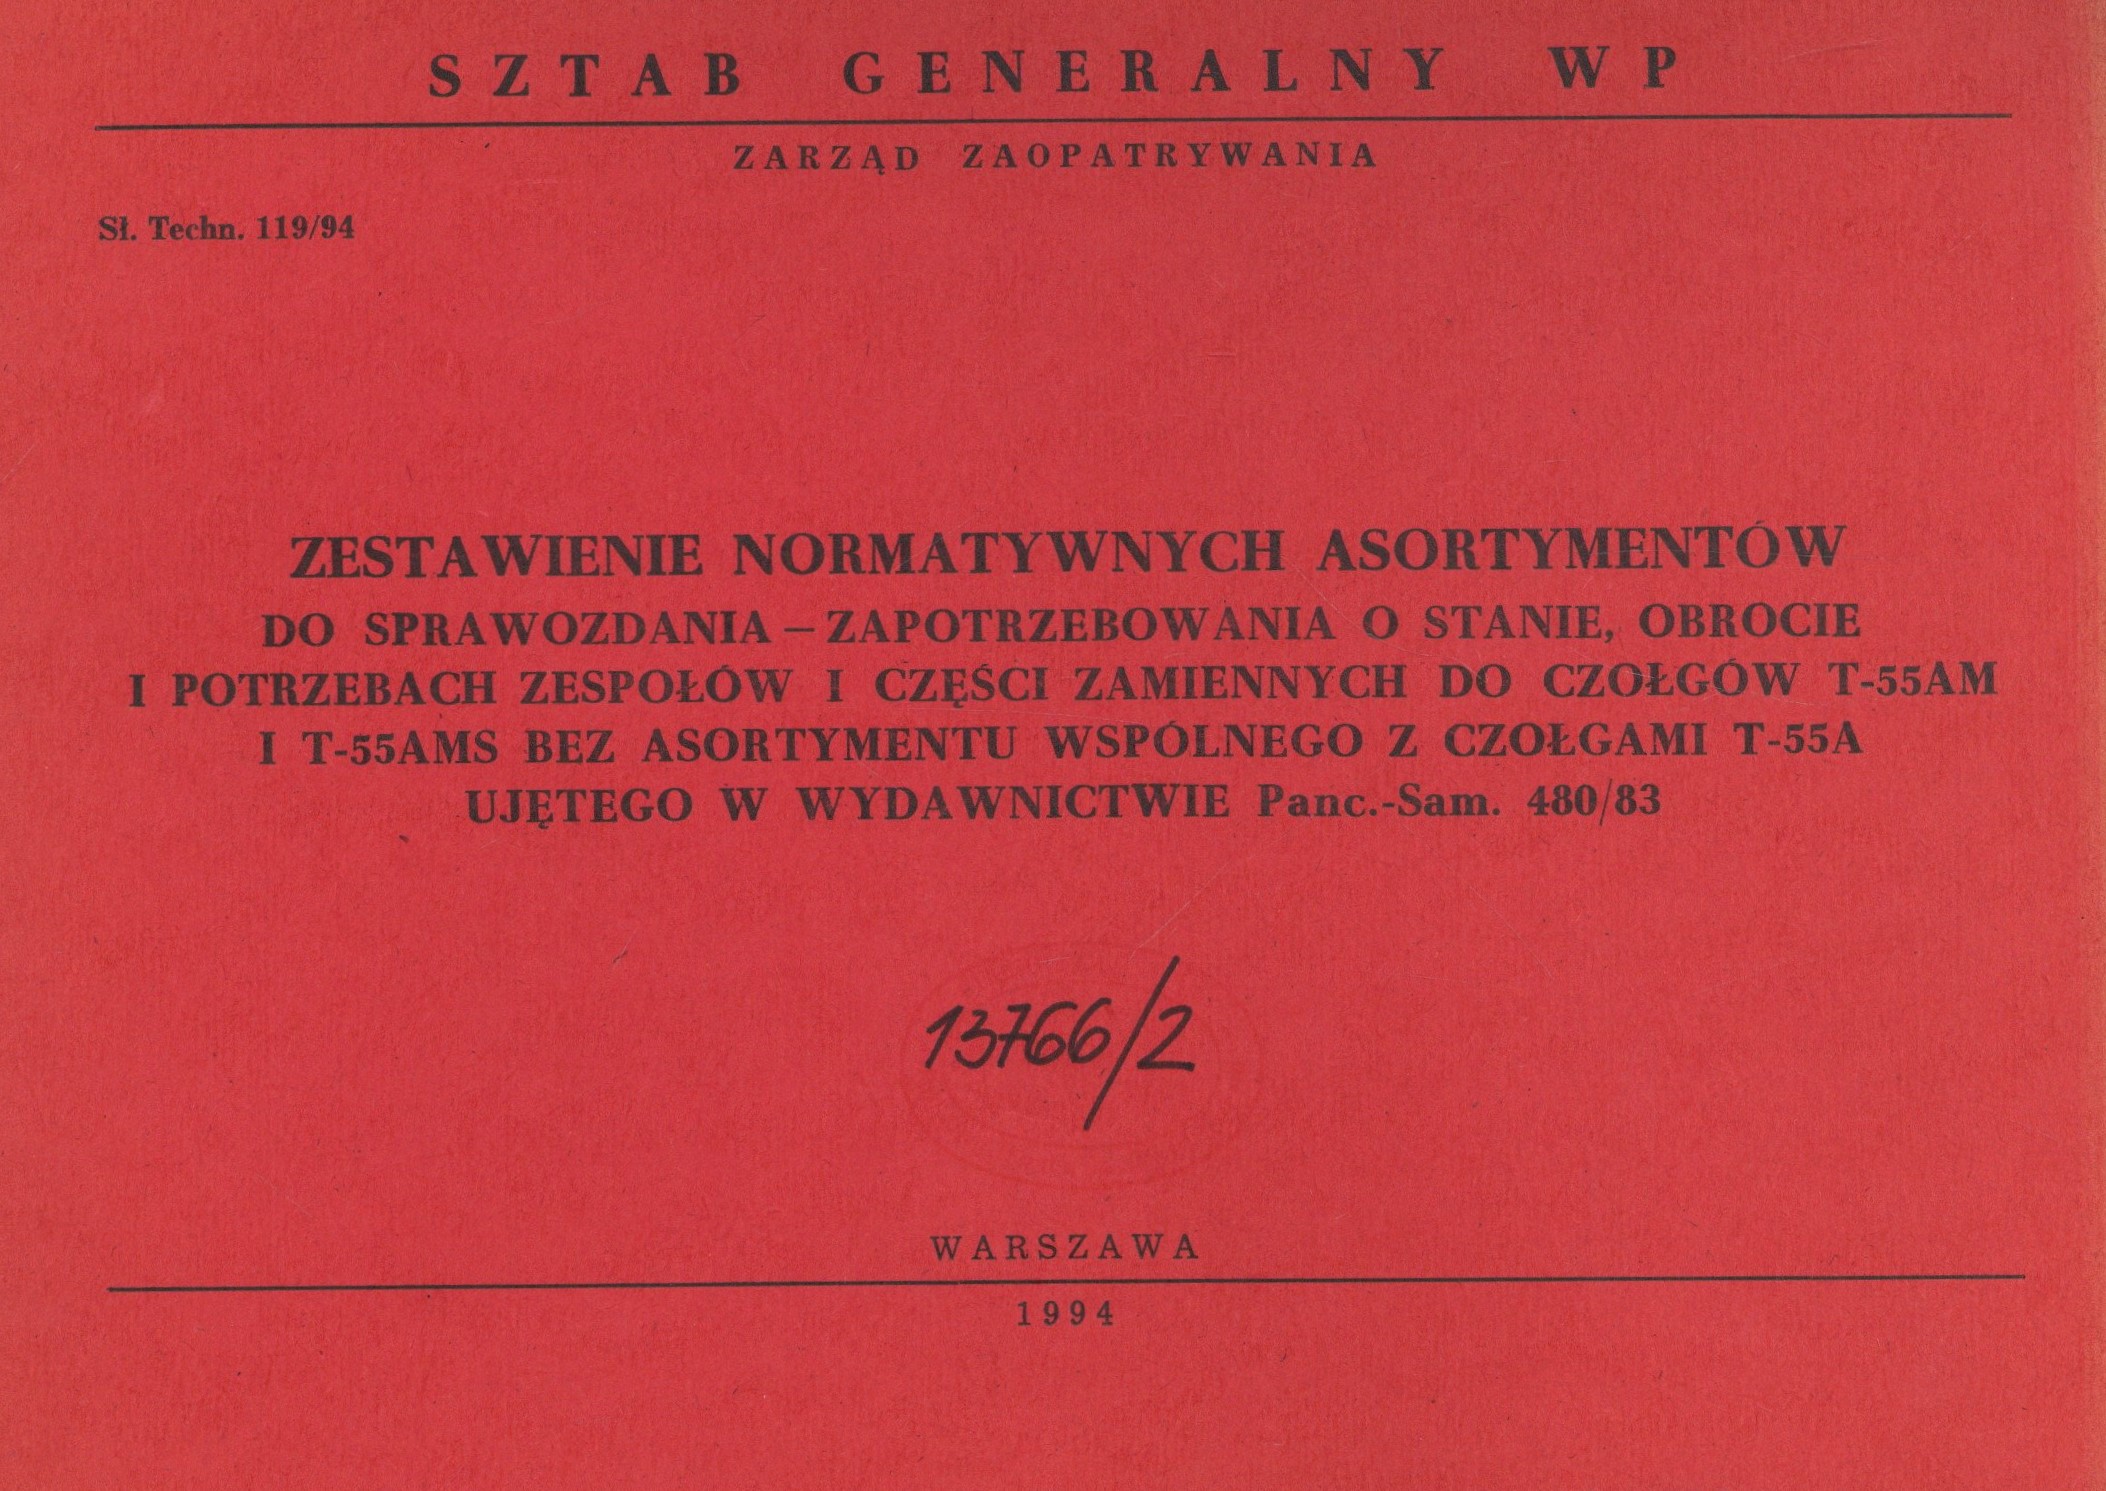 SZTAB GENERALNY WP
ZARZĄD ZAOPATRYWANIA
Sł. Techn. 119/94
ZESTAWIENIE NORMATYWNYCH ASORTYMENTÓW
DO SPRAWOZDANIA – ZAPOTRZEBOWANIA O STANIE, OBROCIE
I POTRZEBACH ZESPOŁÓW I CZĘŚCI ZAMIENNYCH DO CZOŁGÓW T-55AM
I T-55AMS BEZ ASORTYMENTU WSPÓLNEGO Z CZOŁGAMI T-55A
UJĘTEGO W WYDAWNICTWIE Panc.-Sam. 480/83
13766/2
WARSZAWA
1994